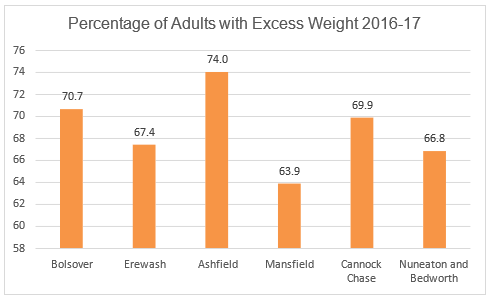 Percentage of Adults with Excess Weight 2016-17
76
74
72
70
68
66
64
62
60
58
70.7
67.4
74.0
63.9
69.9
66.8
Bolsover
Erewash
Ashfield
Mansfield
Cannock
Chase
Nuneaton and
Bedworth